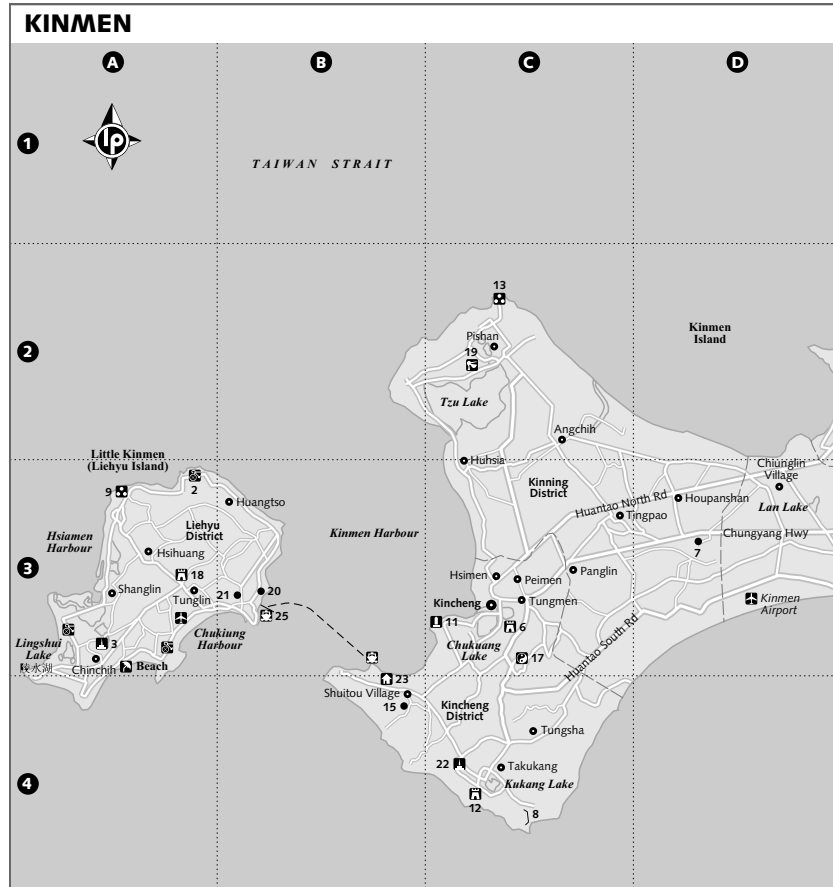 KINMEN
A
B
C
D
1
lp
TAIWAN STRAIT
13
2
Pishan
Kinmen
Island
19
Tzu Lake
Angchih
Little Kinmen
(Liehyu Island)
Huhsia
Chiunglin
Village
9
2
Kinning
District
Huantao North Rd
Houpanshan
Lan Lake
Huangtso
Liehyu
District
Tingpao
Hsiamen
Harbour
Kinmen Harbour
Chungyang Hwy
7
Hsihuang
3
18
Hsimen
Peimen
Panglin
Shanglin
21
20
Tunglin
Kincheng
Tungmen
Kinmen
Airport
25
11
6
Lingshui
Lake
陵水湖
3
Chukiung
Harbour
Chukuang
Lake
Huantao South Rd
17
Chinchih
Beach
23
Shuitou Village
15
Kincheng
District
Tungsha
22
Takukang
4
Kukang Lake
12
8